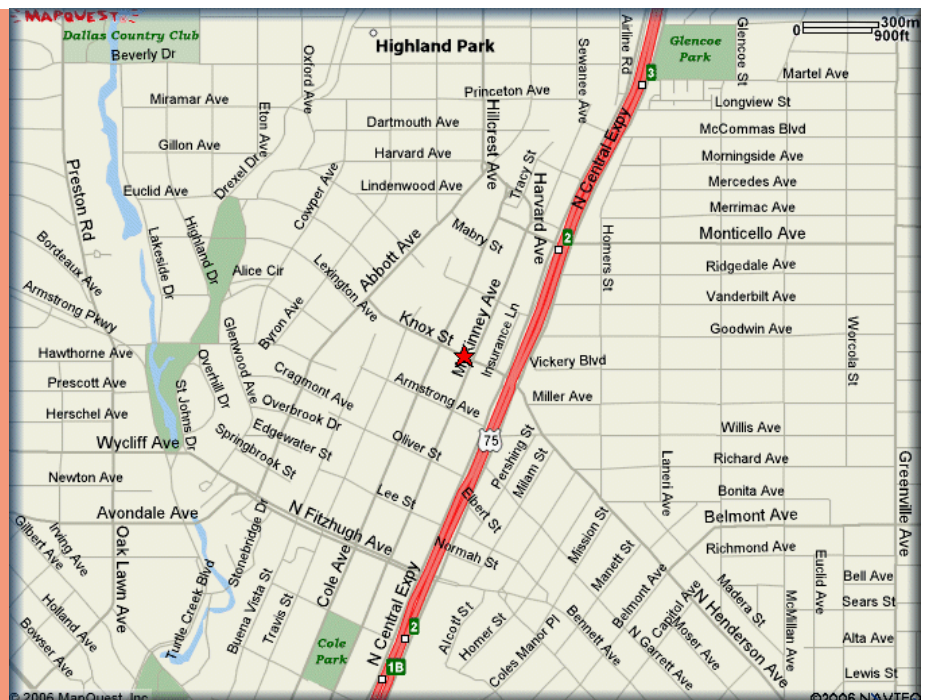 MAPQUEST
300m
900ft
Dallas Country Club
Beverly Dr
Highland Park
Oxford Ave
Sewanee Ave
Airline Rd
Glencoe
Park
Glencoe St
3
Martel Ave
Miramar Ave
Eton Ave
Princeton Ave
Hillcrest Ave
Longview St
Dartmouth Ave
N Central Expy
McCommas Blvd
Gillon Ave
Harvard Ave
Morningside Ave
Preston Rd
Euclid Ave
Drexel Dr
Cowper Ave
Lindenwood Ave
Tracy St
Harvard Ave
Mercedes Ave
Merrimac Ave
Bordeaux Ave
Lakeside Dr
Highland Dr
Mabry St
2
Homers St
Monticello Ave
Abbott Ave
Alice Cir
Lexington Ave
Ridgedale Ave
Armstrong Pkwy
Byron Ave
Knox St
McKinney Ave
Insurance Ln
Vanderbilt Ave
Goodwin Ave
Worcola St
Hawthorne Ave
Glenwood Ave
Vickery Blvd
Prescott Ave
Overhill Dr
Cragmont Ave
Armstrong Ave
Miller Ave
St Johns Dr
Herschel Ave
Overbrook Dr
Willis Ave
Wycliff Ave
Edgewater St
Oliver St
75
Pershing St
Springbrook St
Milam St
Richard Ave
Newton Ave
Laneri Ave
Greenville Ave
Lee St
Elbert St
Bonita Ave
Avondale Ave
Stonebridge Dr
N Fitzhugh Ave
Mission St
Belmont Ave
Gilbert Ave
Irving Ave
Oak Lawn Ave
Normah St
Manett St
Richmond Ave
Turtle Creek Blvd
Buena Vista St
Travis St
Cole Ave
N Central Expy
Belmont Ave
Capitol Ave
N Henderson Ave
Madera St
McMillan Ave
Euclid Ave
Bell Ave
Holland Ave
Alcott St
Homer St
Coles Manor Pl
Bennett Ave
N Garrett Ave
Moser Ave
Sears St
Bowser Ave
Cole
Park
2
Alta Ave
1B
Lewis St
© 2006 MapQuest, Inc
©2006 NAVTEQ